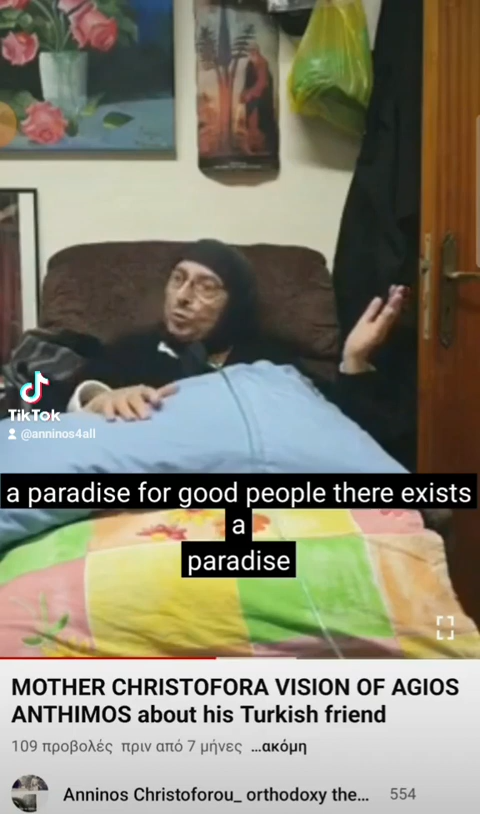 TikTok
@anninos4all
a paradise for good people there exists
a
paradise
MOTHER CHRISTOFORA VISION OF AGIOS
ANTHIMOS about his Turkish friend
109 προβολές πριν από 7 μήνες ...ακόμη
Anninos Christoforou_ orthodoxy the... 554